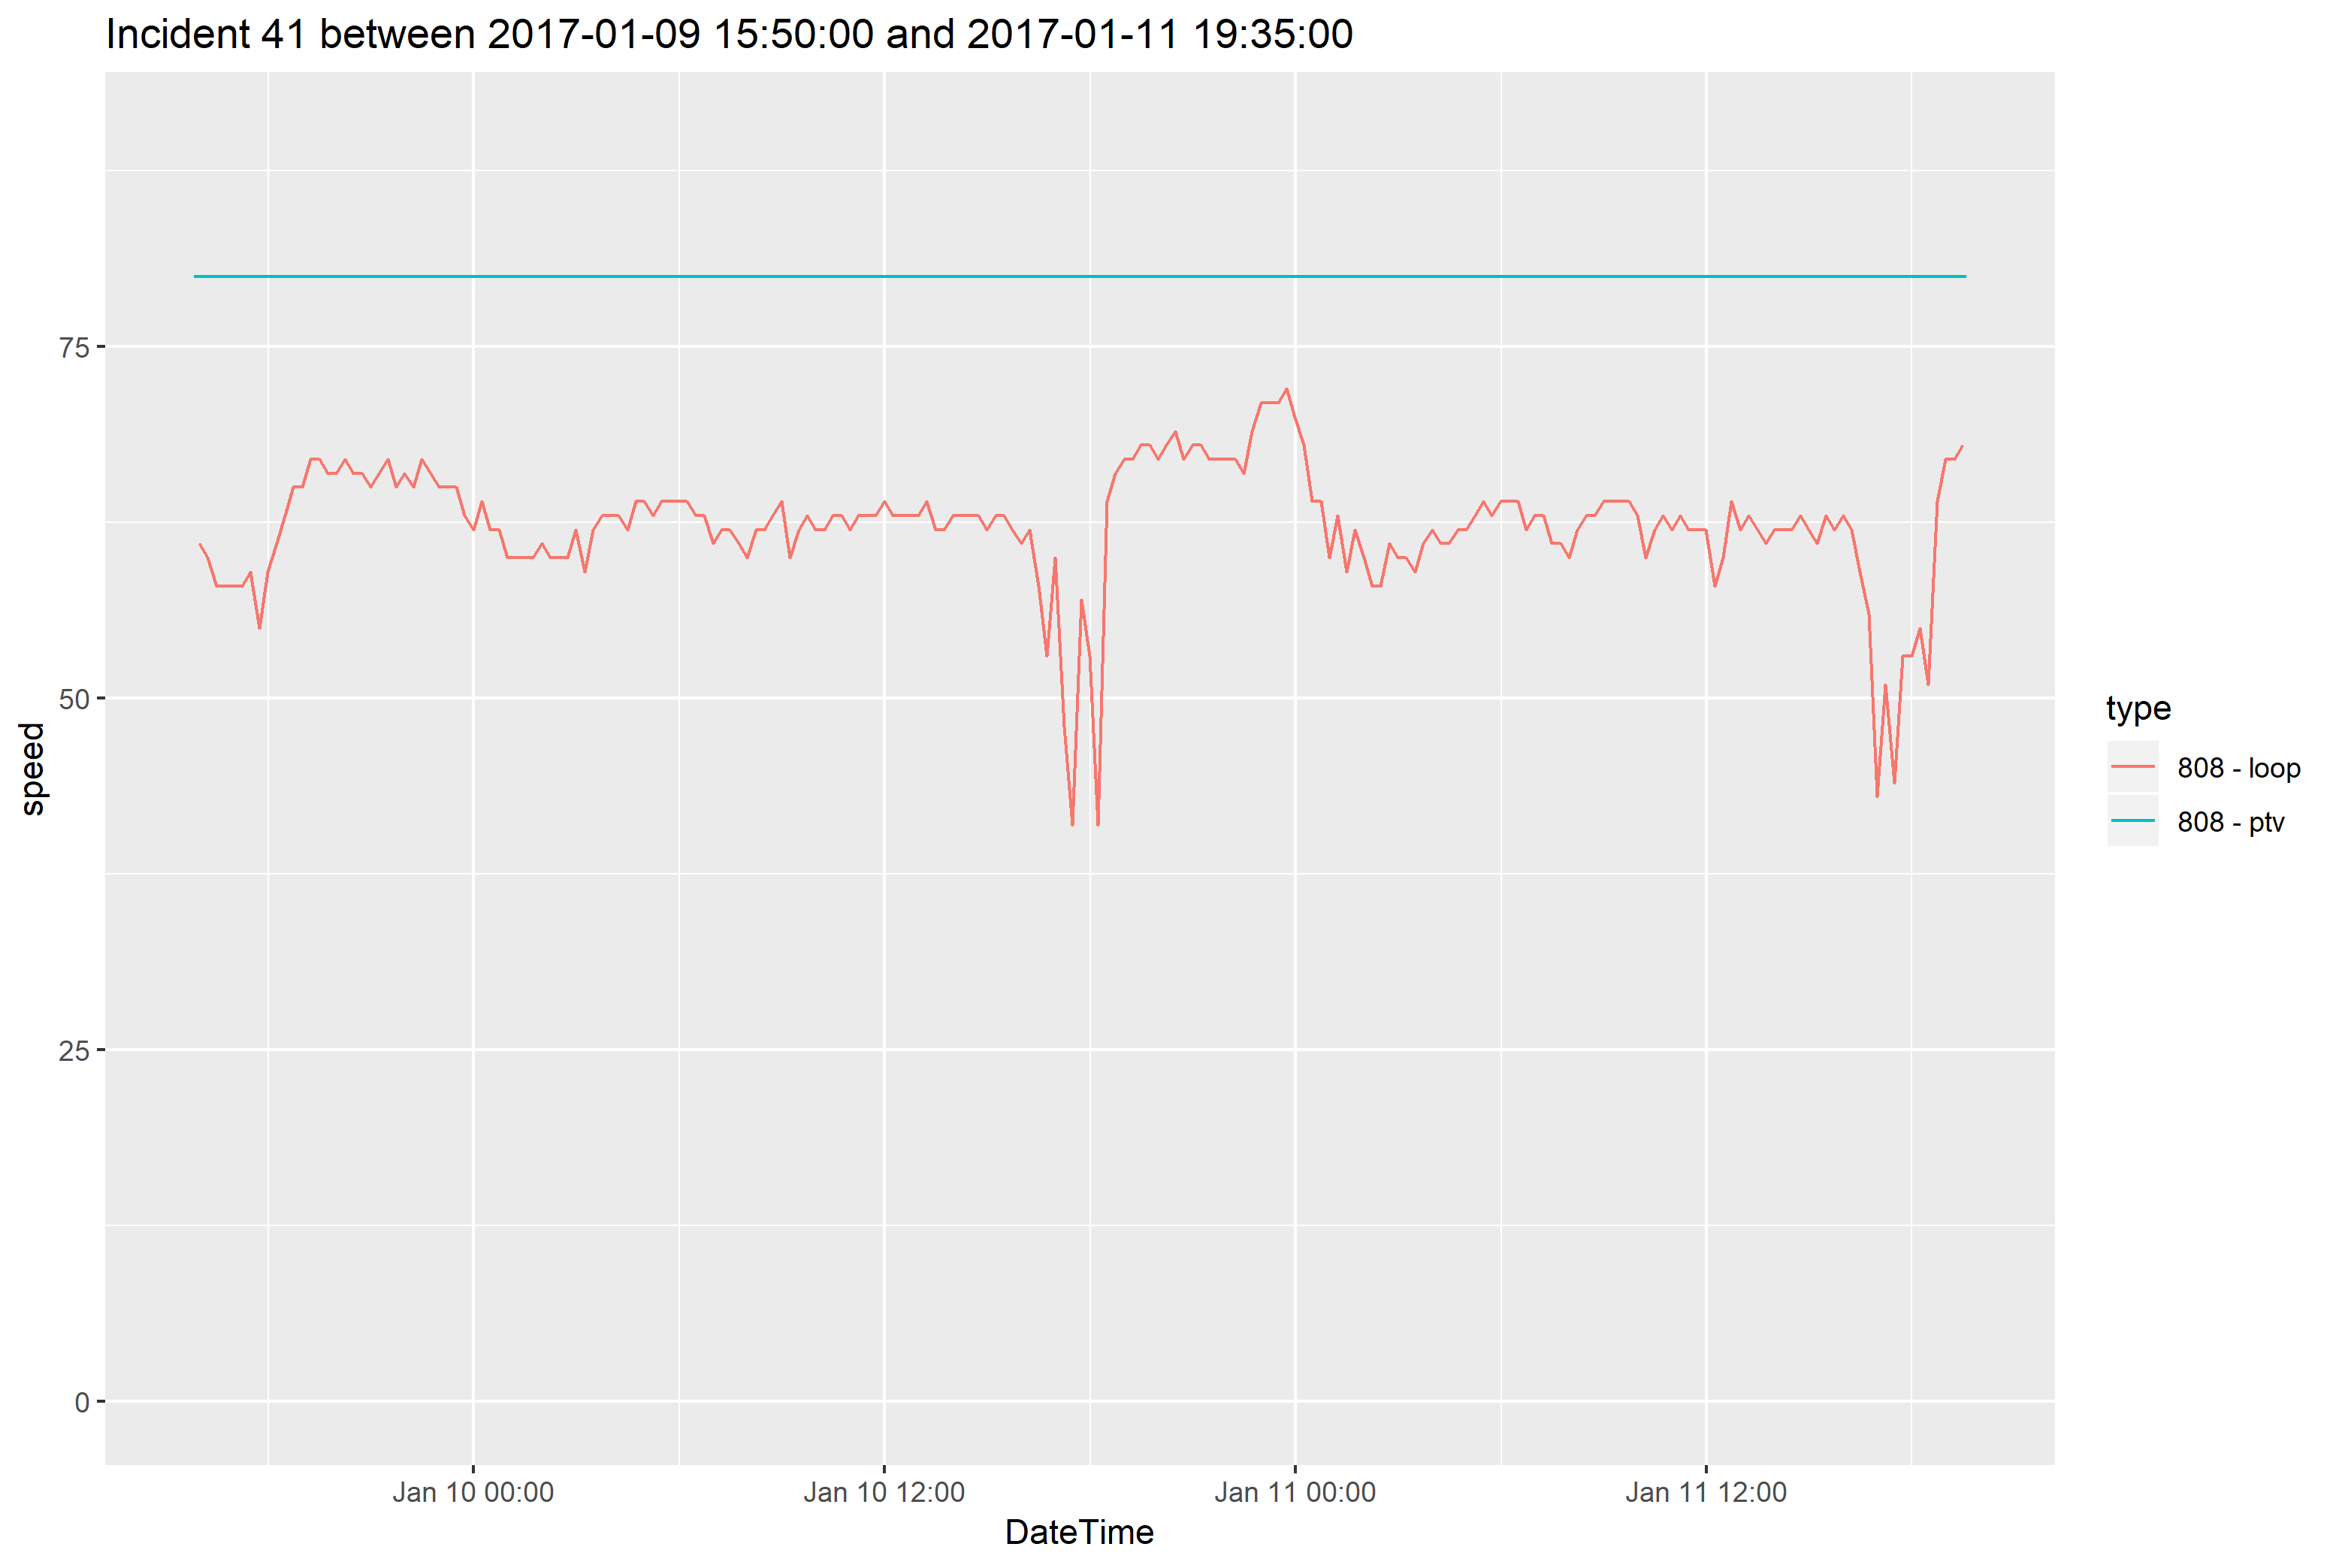 Incident 41 between 2017-01-09 15:50:00 and 2017-01-11 19:35:00
75
50
25
0
speed
Jan 10 00:00
Jan 10 12:00
Jan 11 00:00
Jan 11 12:00
DateTime
type
808 - loop
808 - ptv